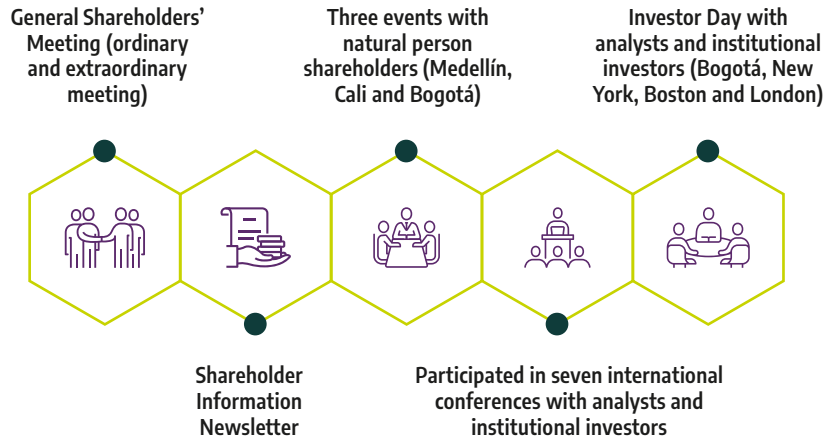 General Shareholders’
Meeting (ordinary
and extraordinary
meeting)
Three events with
natural person
shareholders (Medellín,
Cali and Bogotá)
Investor Day with
analysts and institutional
investors (Bogotá, New
York, Boston and London)
Shareholder
Information
Newsletter
Participated in seven international
conferences with analysts and
institutional investors